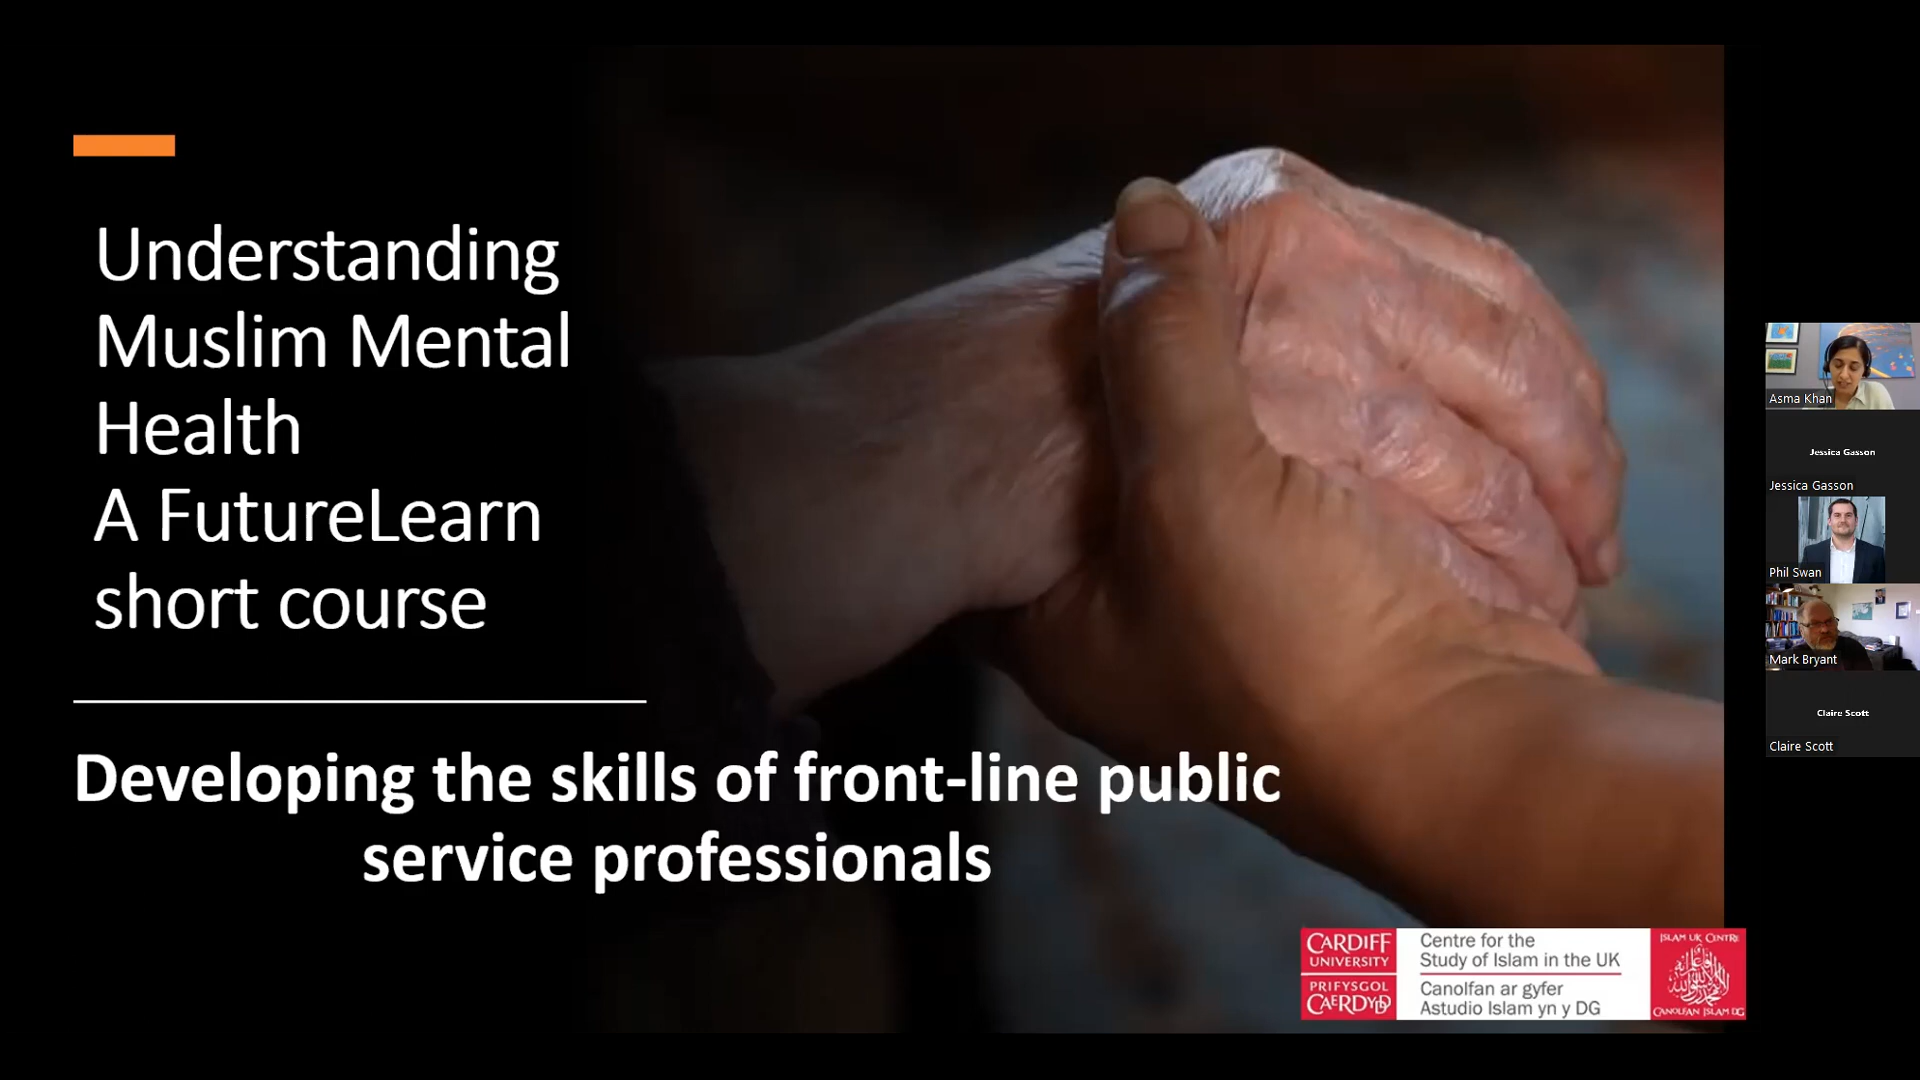 Understanding
Muslim Mental
Health
A FutureLearn
short course
Developing the skills of front-line public
service professionals
CARDIFF
UNIVERSITY
PRIFYSGOL
CAERDYDD
Centre for the
Study of Islam in the UK
Canolfan ar gyfer
Astudio Islam yn y DG
ISLAM UK CENTRE
CANOLFAN ISLAM DG
Asma Khan
Jessica Gasson
Jessica Gasson
Phil Swan
Mark Bryant
Claire Scott
Claire Scott